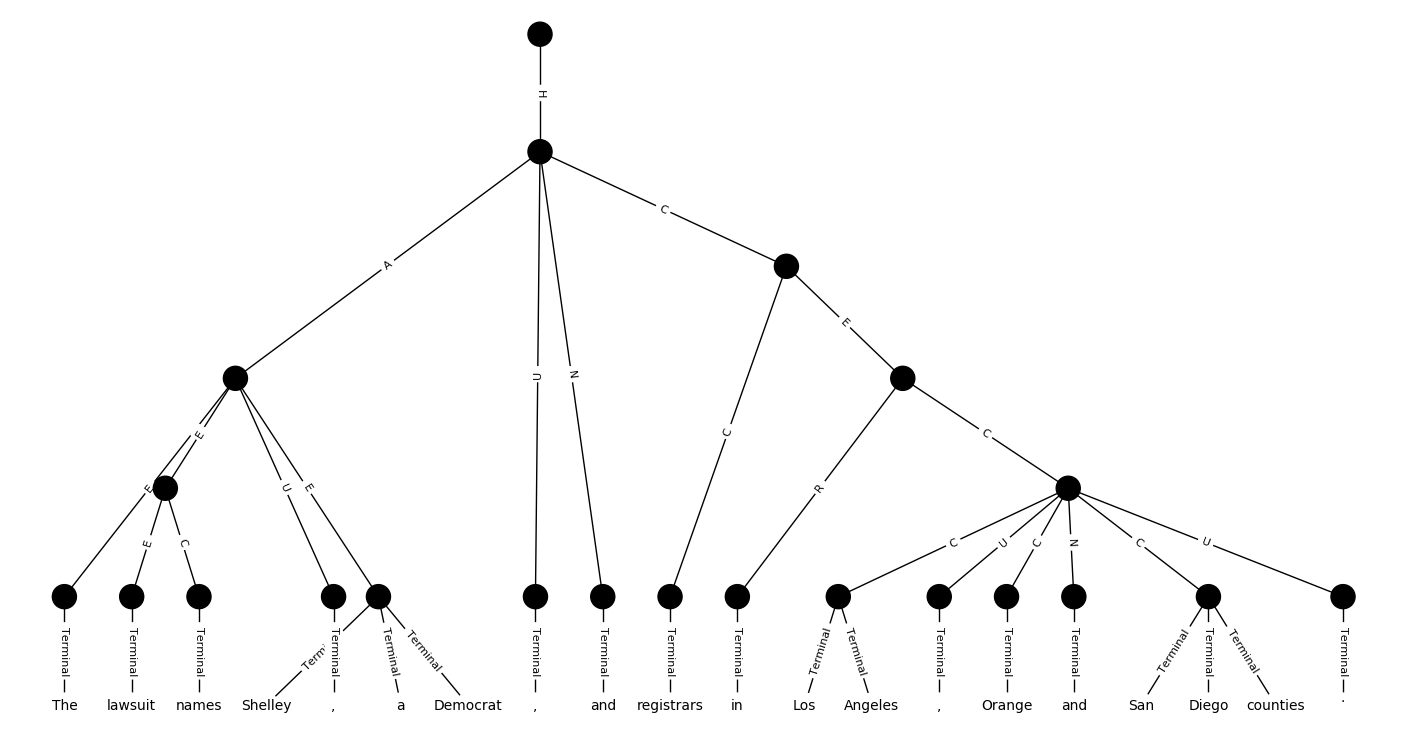 H
A
C
U
N
E
E
E
C
U
E
C
E
R
C
C
U
C
N
C
U
Terminal Terminal Terminal Term Terminal Terminal Terminal Terminal Terminal Terminal Terminal Terminal Terminal Terminal Terminal Terminal Terminal Terminal Terminal Terminal
The lawsuit names Shelley , a Democrat , and registrars in Los Angeles , Orange and San Diego counties .